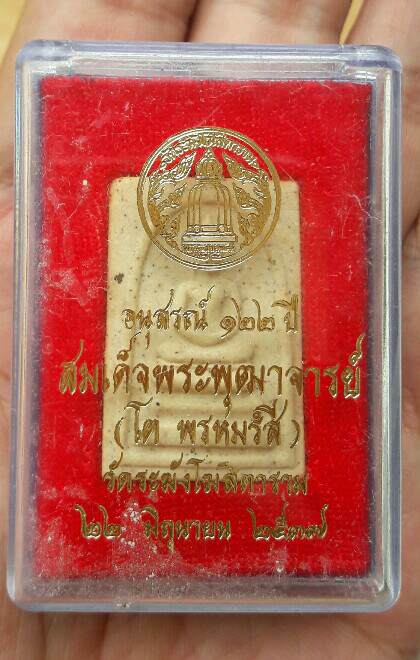 อนุสรณ์ ๑๒๒ ปี
สมเด็จพระพุฒาจารย์
(โต พรหมรังสี)
วัดระฆังโฆสิตาราม
๒๒ มิถุนายน ๒๕๓๗